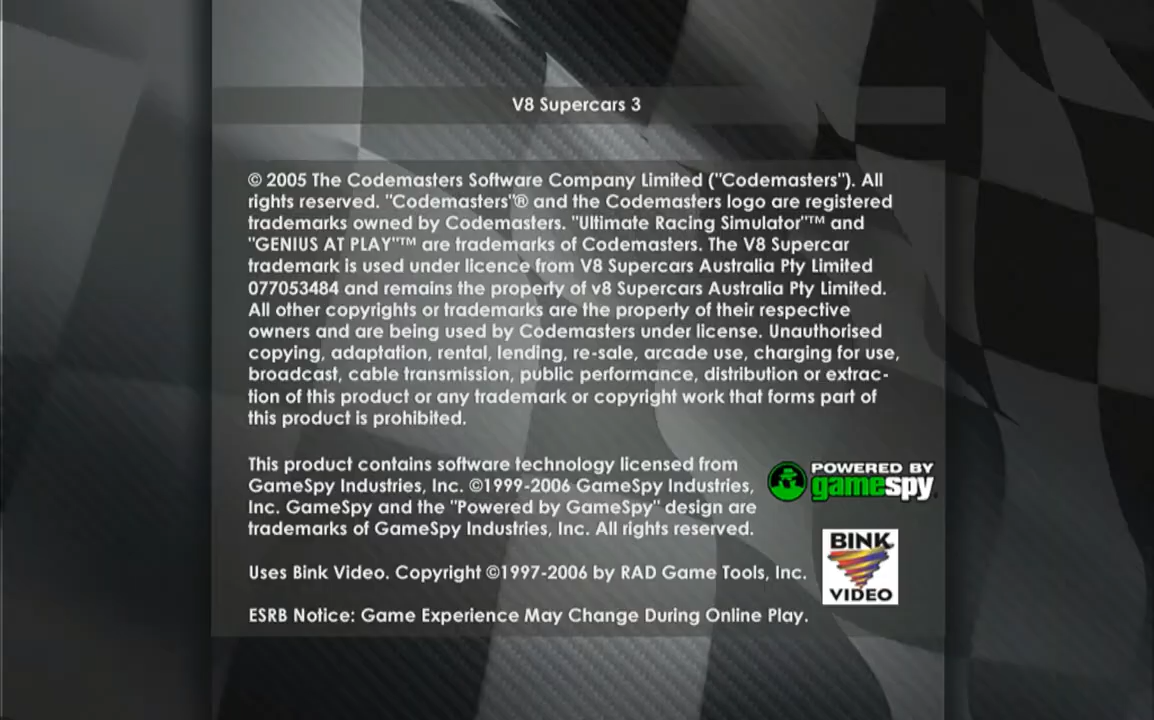 V8 Supercars 3
© 2005 The Codemasters Software Company Limited ("Codemasters"). All
rights reserved. "Codemasters"® and the Codemasters logo are registered
trademarks owned by Codemasters. "Ultimate Racing Simulator"™ and
"GENIUS AT PLAY"™ are trademarks of Codemasters. The V8 Supercar
trademark is used under licence from V8 Supercars Australia Pty Limited
077053484 and remains the property of v8 Supercars Australia Pty Limited.
All other copyrights or trademarks are the property of their respective
owners and are being used by Codemasters under license. Unauthorised
copying, adaptation, rental, lending, re-sale, arcade use, charging for use,
broadcast, cable transmission, public performance, distribution or extrac-
tion of this product or any trademark or copyright work that forms part of
this product is prohibited.
This product contains software technology licensed from
GameSpy Industries, Inc. ©1999-2006 GameSpy Industries,
Inc. GameSpy and the "Powered by GameSpy" design are
trademarks of GameSpy Industries, Inc. All rights reserved.
POWERED BY
gamespy
Uses Bink Video. Copyright ©1997-2006 by RAD Game Tools, Inc.
BINK
VIDEO
ESRB Notice: Game Experience May Change During Online Play.